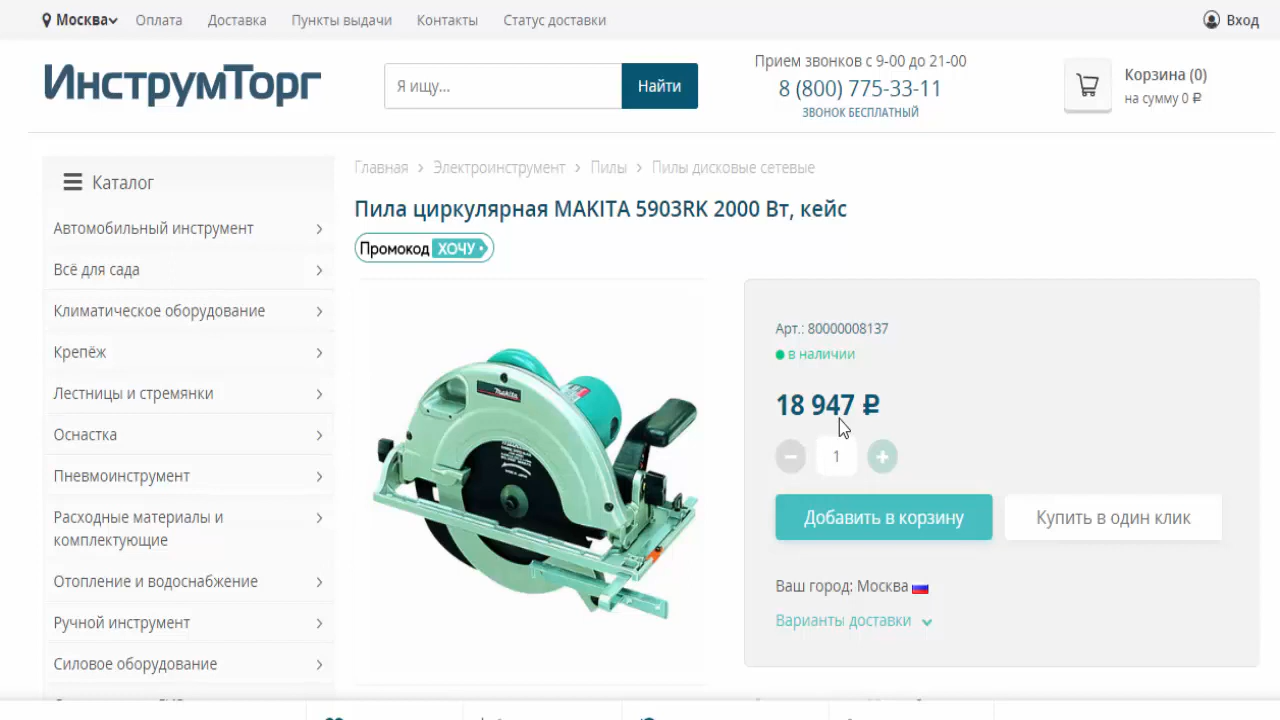 Москва Оплата Доставка Пункты выдачи Контакты Статус доставки Вход
ИнструмТорг
Я ищу...
Найти
Прием звонков с 9-00 до 21-00
8 (800) 775-33-11
ЗВОНОК БЕСПЛАТНЫЙ
Корзина (0)
на сумму 0 ₽
Каталог
Автомобильный инструмент
Всё для сада
Климатическое оборудование
Крепёж
Лестницы и стремянки
Оснастка
Пневмоинструмент
Расходные материалы и
комплектующие
Отопление и водоснабжение
Ручной инструмент
Силовое оборудование
Главная > Электроинструмент > Пилы > Пилы дисковые сетевые
Пила циркулярная MAKITA 5903RK 2000 Вт, кейс
Промокод ХОЧУ
Makita
Арт.: 80000008137
в наличии
18 947 ₽
1
Добавить в корзину
Купить в один клик
Ваш город: Москва
Варианты доставки